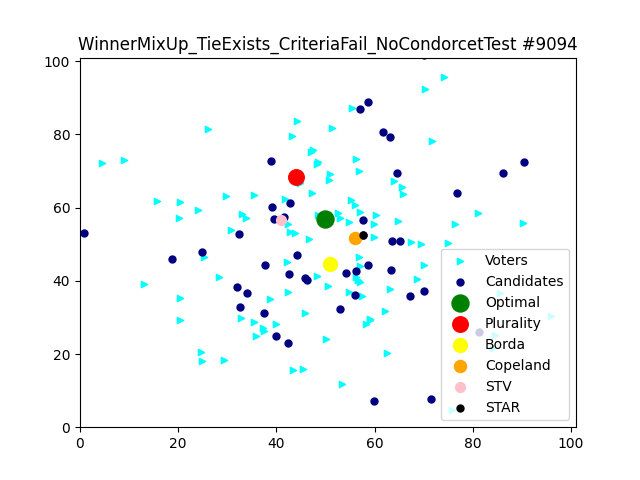 WinnerMixUp_TieExists_CriteriaFail_NoCondorcetTest #9094
100
80
60
40
20
0
0
20
40
60
80
100
Voters
Candidates
Optimal
Plurality
Borda
Copeland
STV
STAR